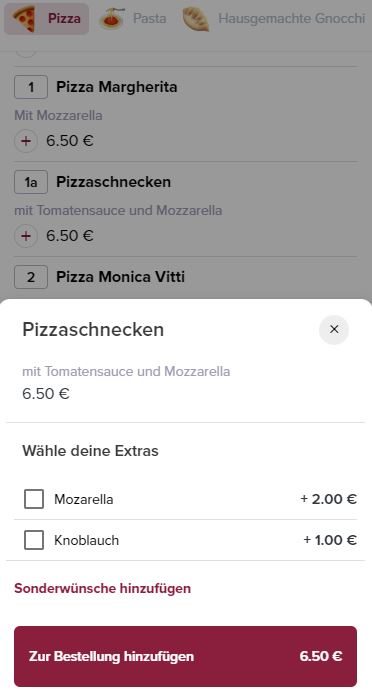 Pizza Pasta Hausgemachte Gnocchi
1 Pizza Margherita
Mit Mozzarella
+ 6.50 €
1a Pizzaschnecken
mit Tomatensauce und Mozzarella
+ 6.50 €
2 Pizza Monica Vitti
Pizzaschnecken ×
mit Tomatensauce und Mozzarella
6.50 €
Wähle deine Extras
Mozarella + 2.00 €
Knoblauch + 1.00 €
Sonderwünsche hinzufügen
Zur Bestellung hinzufügen 6.50 €